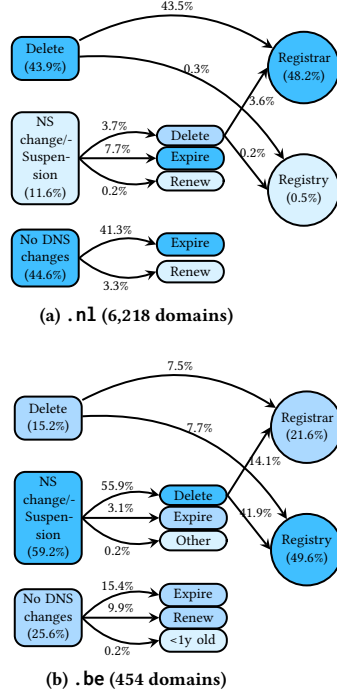 43.5%
Delete
(43.9%)
Registrar
(48.2%)
0.3%
3.6%
NS
change/-
Suspen-
sion
(11.6%)
3.7%
Delete
7.7%
Expire
0.2%
Renew
0.2%
Registry
(0.5%)
No DNS
changes
(44.6%)
41.3%
Expire
3.3%
Renew
(a) .nl (6,218 domains)
7.5%
Delete
(15.2%)
Registrar
(21.6%)
7.7%
14.1%
NS
change/-
Suspen-
sion
(59.2%)
55.9%
Delete
3.1%
Expire
0.2%
Other
41.9%
Registry
(49.6%)
No DNS
changes
(25.6%)
15.4%
Expire
9.9%
Renew
0.2%
<1y old
(b) .be (454 domains)